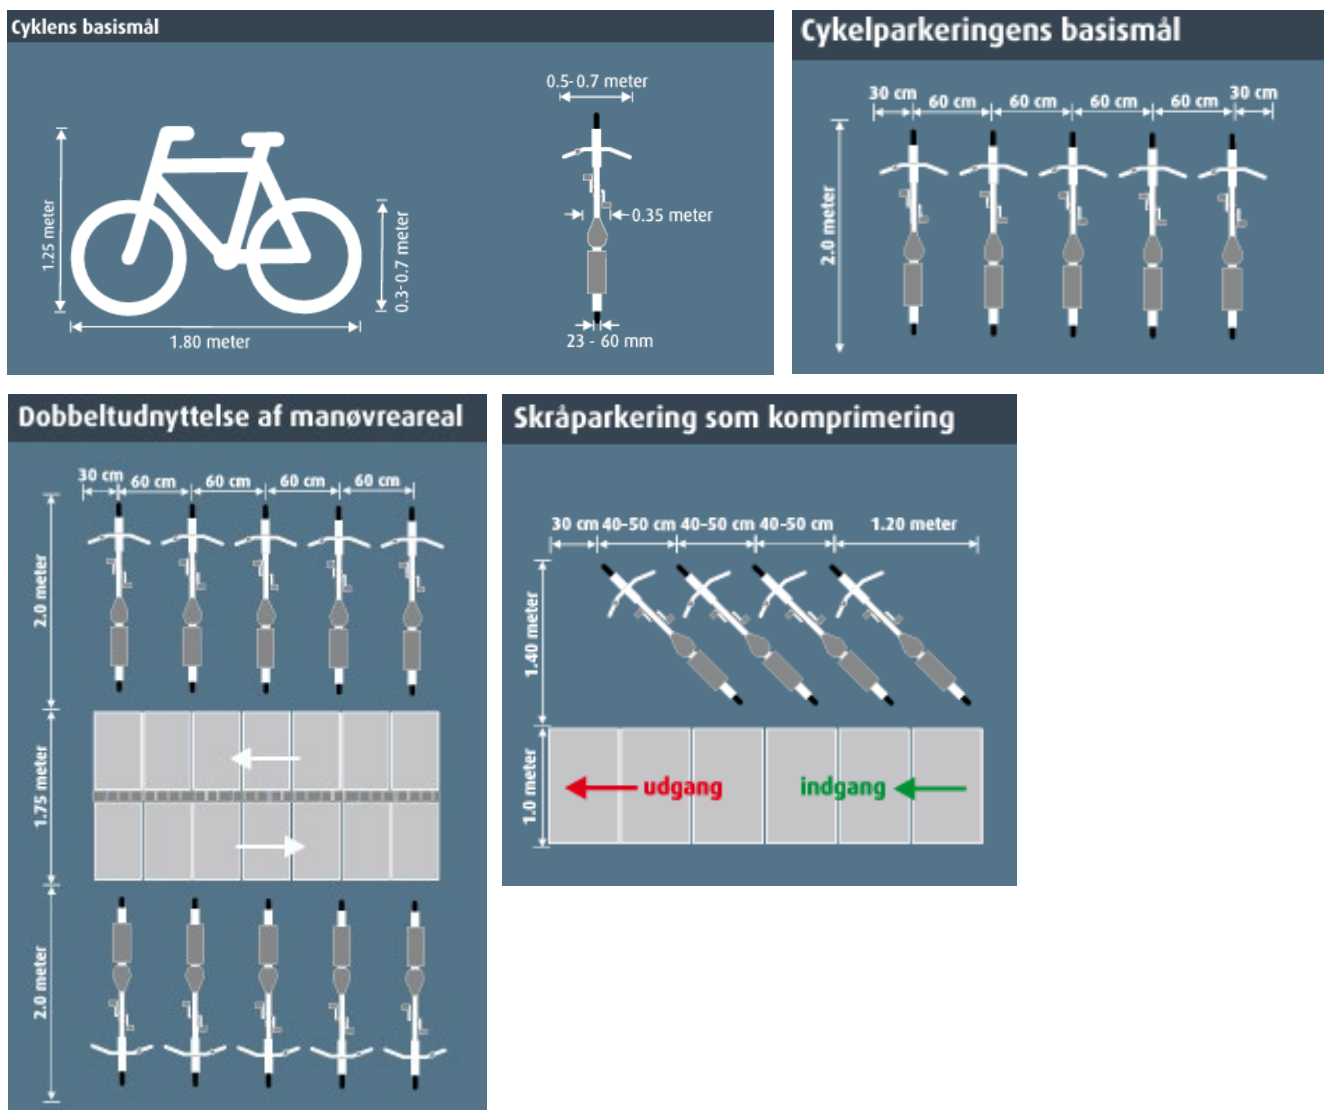 Cyklens basismål
0.5-0.7 meter
1.25 meter
0.35 meter
0.3-0.7 meter
1.80 meter
23 - 60 mm
Cykelparkeringens basismål
30 cm 60 cm 60 cm 60 cm 60 cm 30 cm
2.0 meter
Dobbeltudnyttelse af manøvreareal
30 cm 60 cm 60 cm 60 cm 60 cm
2.0 meter
1.75 meter
2.0 meter
Skråparkering som komprimering
30 cm 40-50 cm 40-50 cm 40-50 cm 1.20 meter
1.40 meter
1.0 meter
udgang indgang